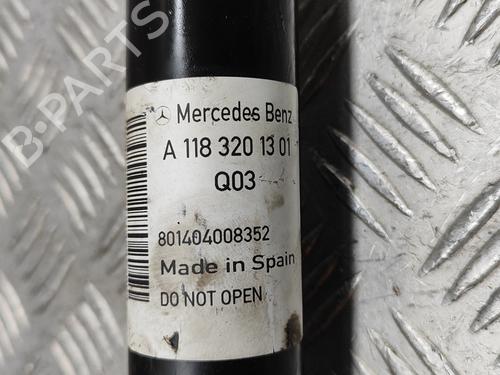 B-PARTS
Mercedes Benz
A 118 320 13 01
Q03
801404008352
Made in Spain
DO NOT OPEN